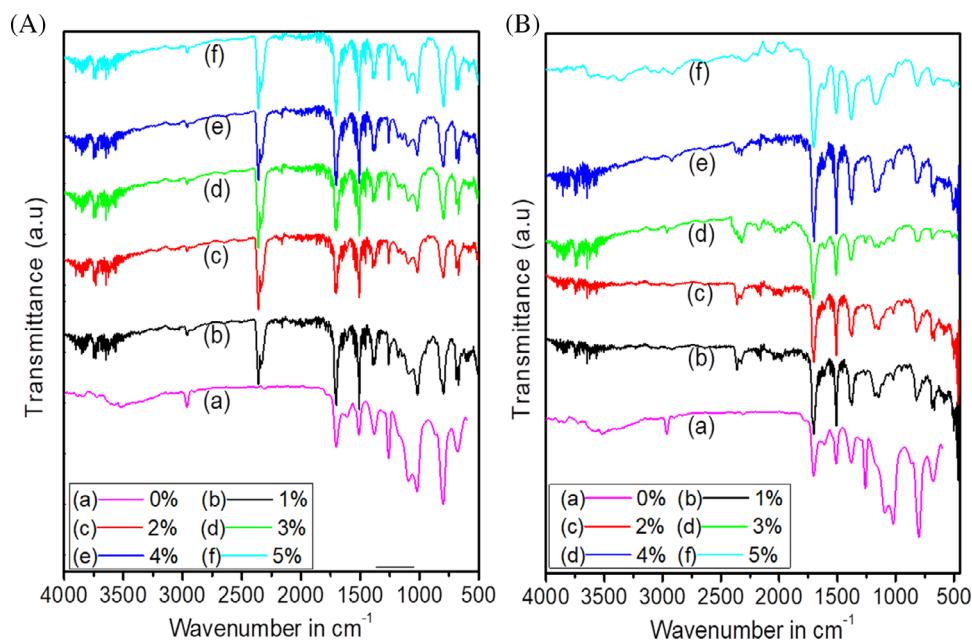 (A)
Transmittance (a.u)
(f)
(e)
(d)
(c)
(b)
(a)
(a) 0% (b) 1%
(c) 2% (d) 3%
(e) 4% (f) 5%
4000 3500 3000 2500 2000 1500 1000 500
Wavenumber in cm-1
(B)
Transmittance (a.u)
(f)
(e)
(d)
(c)
(b)
(a)
(a) 0% (b) 1%
(c) 2% (d) 3%
(d) 4% (f) 5%
4000 3500 3000 2500 2000 1500 1000 500
Wavenumber in cm-1